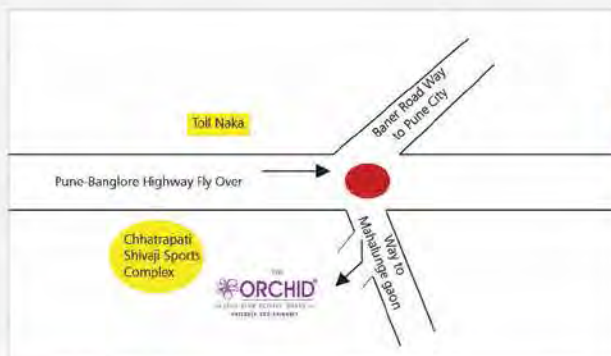 Baner Road Way
to Pune City
Toll Naka
Pune-Banglore Highway Fly Over
Chhatrapati
Shivaji Sports
Complex
Way to
Mahalunge gaon
THE
ORCHID